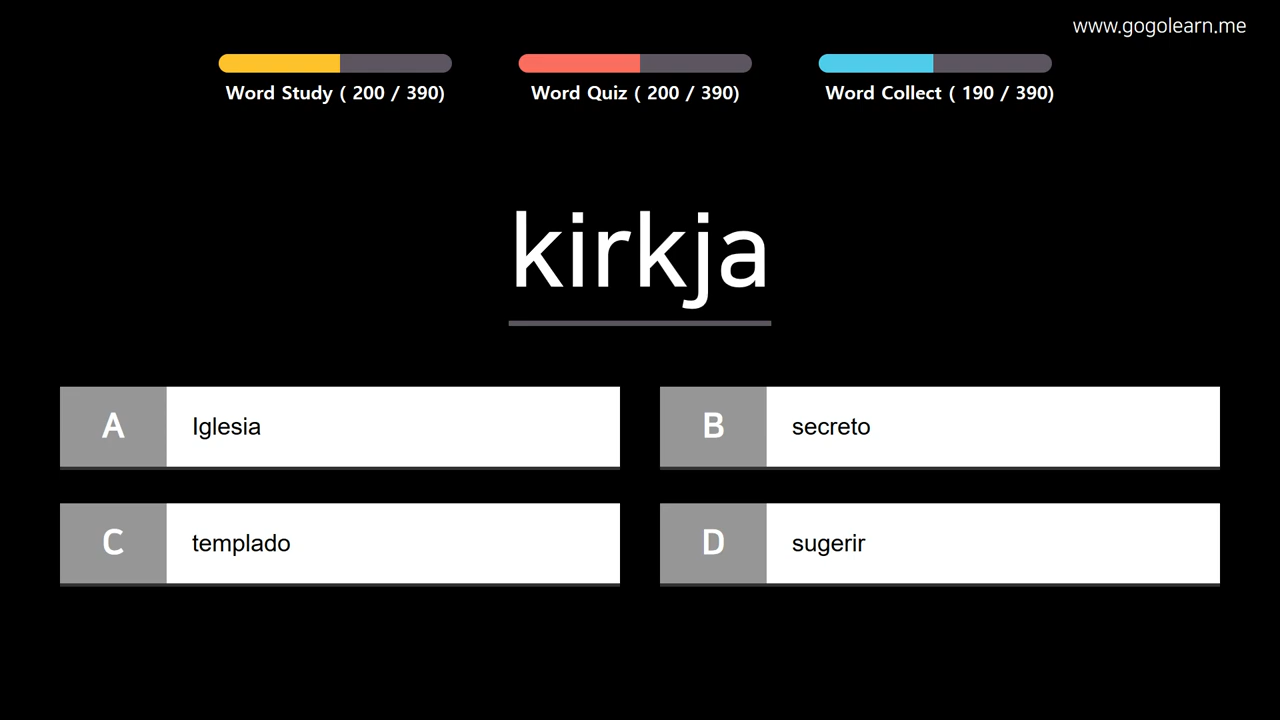 www.gogolearn.me
Word Study ( 200 / 390)
Word Quiz ( 200 / 390)
Word Collect ( 190 / 390)
kirkja
A Iglesia
B secreto
C templado
D sugerir